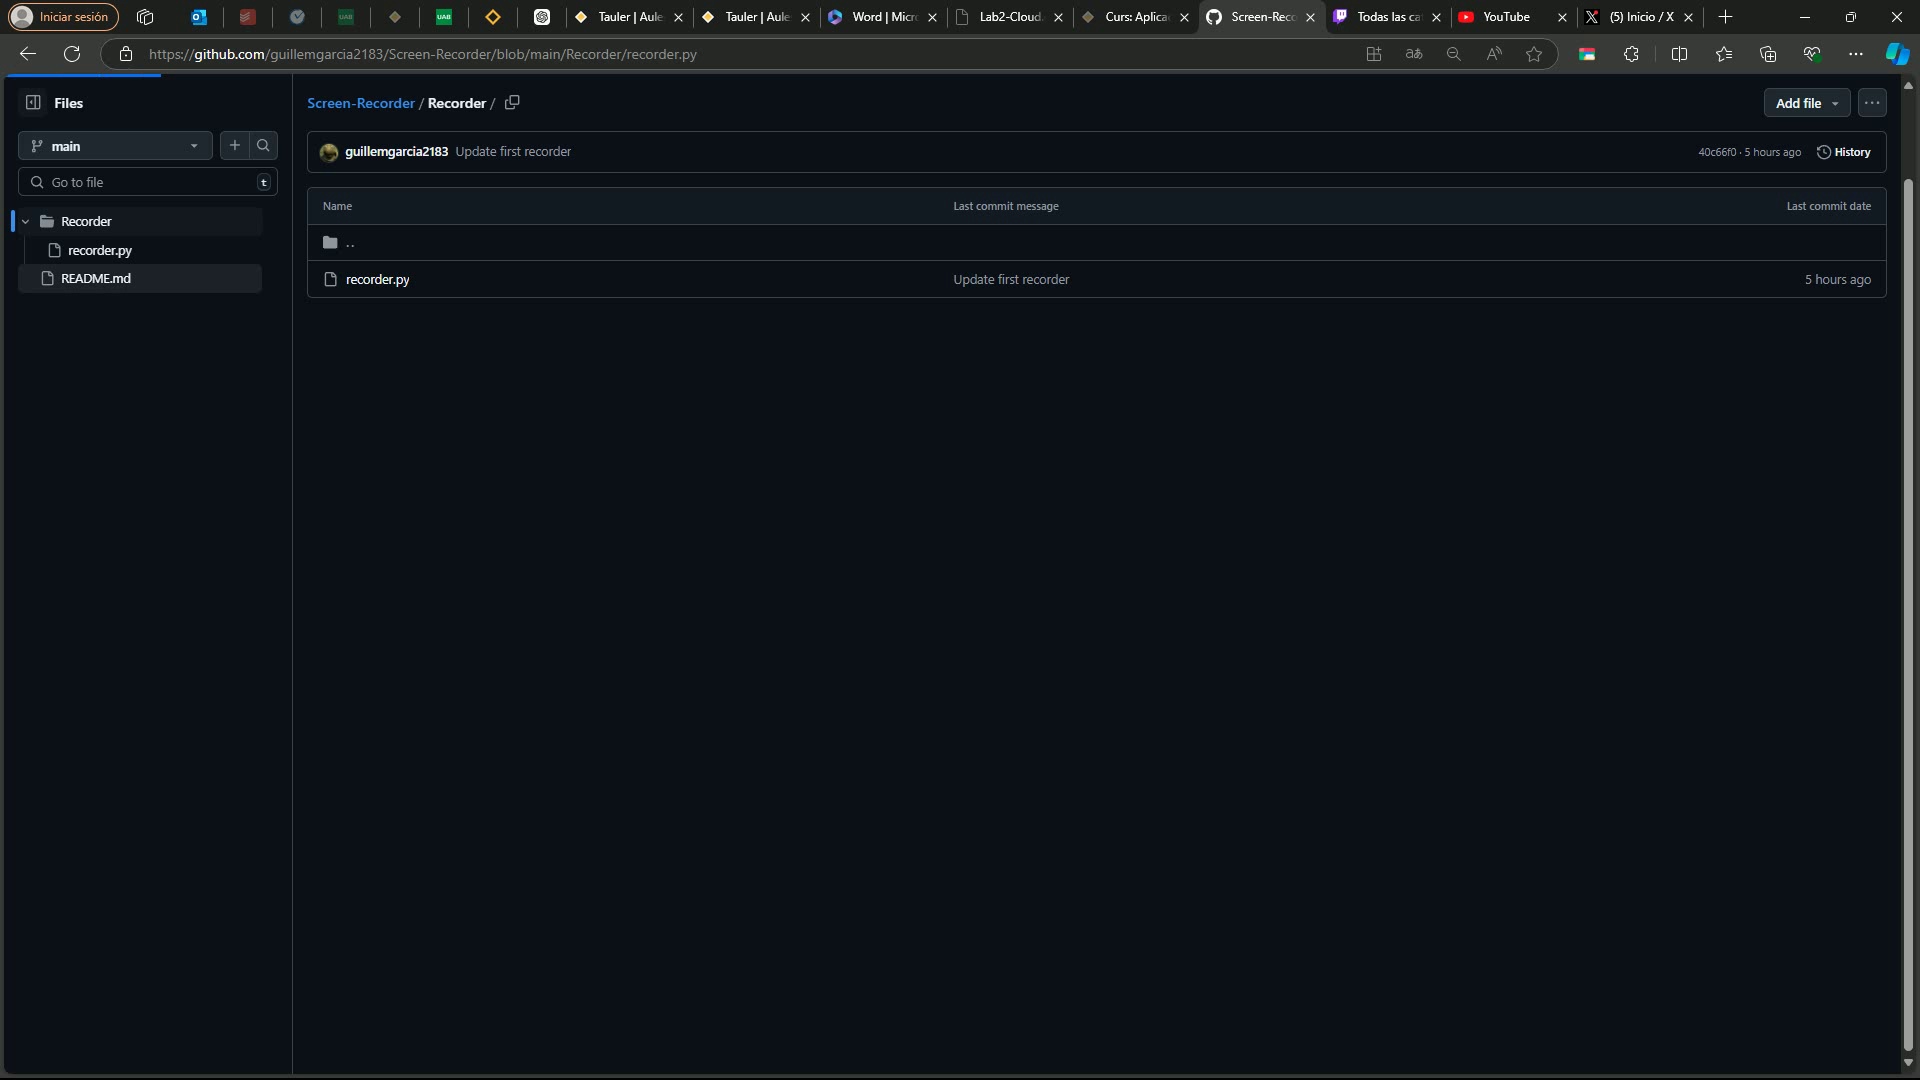 Iniciar sesión
UAB
UAB
Tauler | Aule
Tauler | Aule
Word | Micr
Lab2-Cloud.
Curs: Aplica
Screen-Reco
Todas las ca
YouTube
(5) Inicio / X
https://github.com/guillemgarcia2183/Screen-Recorder/blob/main/Recorder/recorder.py
Files
Screen-Recorder / Recorder /
Add file
main
guillemgarcia2183 Update first recorder
40c66f0 · 5 hours ago
History
Go to file
t
Name
Last commit message
Last commit date
Recorder
..
recorder.py
README.md
recorder.py
Update first recorder
5 hours ago